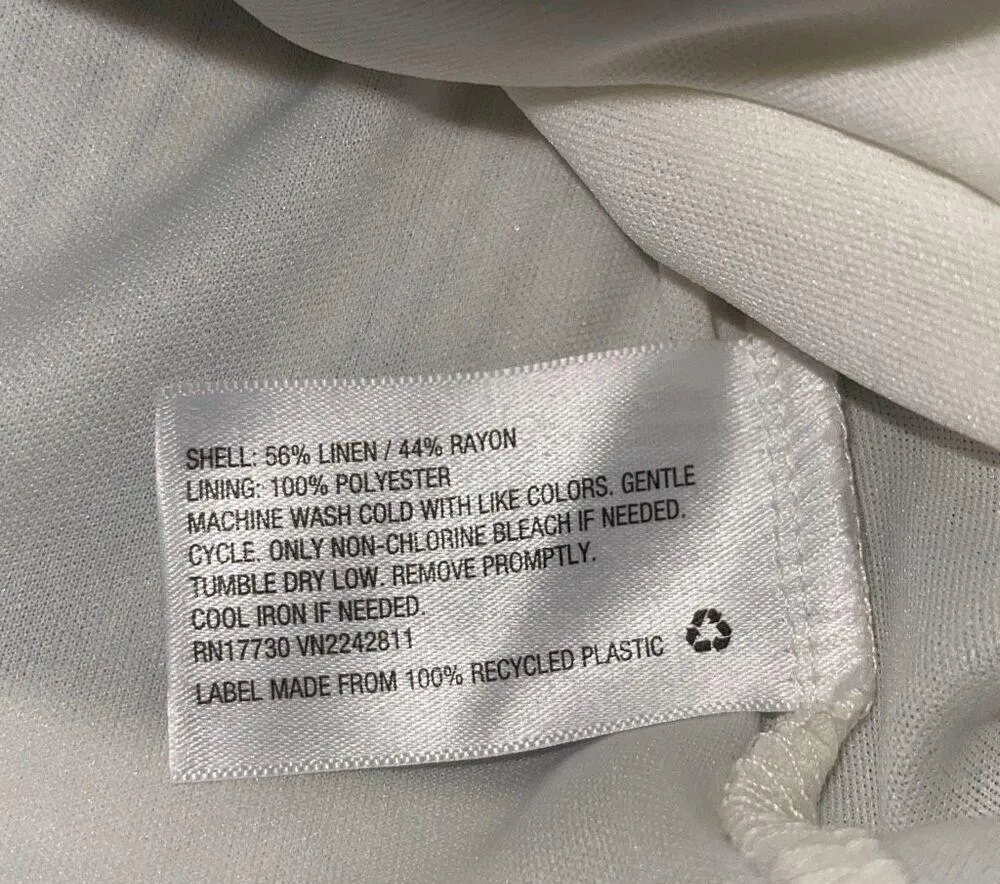 SHELL: 56% LINEN / 44% RAYON
LINING: 100% POLYESTER
MACHINE WASH COLD WITH LIKE COLORS. GENTLE
CYCLE. ONLY NON-CHLORINE BLEACH IF NEEDED.
TUMBLE DRY LOW. REMOVE PROMPTLY.
COOL IRON IF NEEDED.
RN17730 VN2242811
LABEL MADE FROM 100% RECYCLED PLASTIC